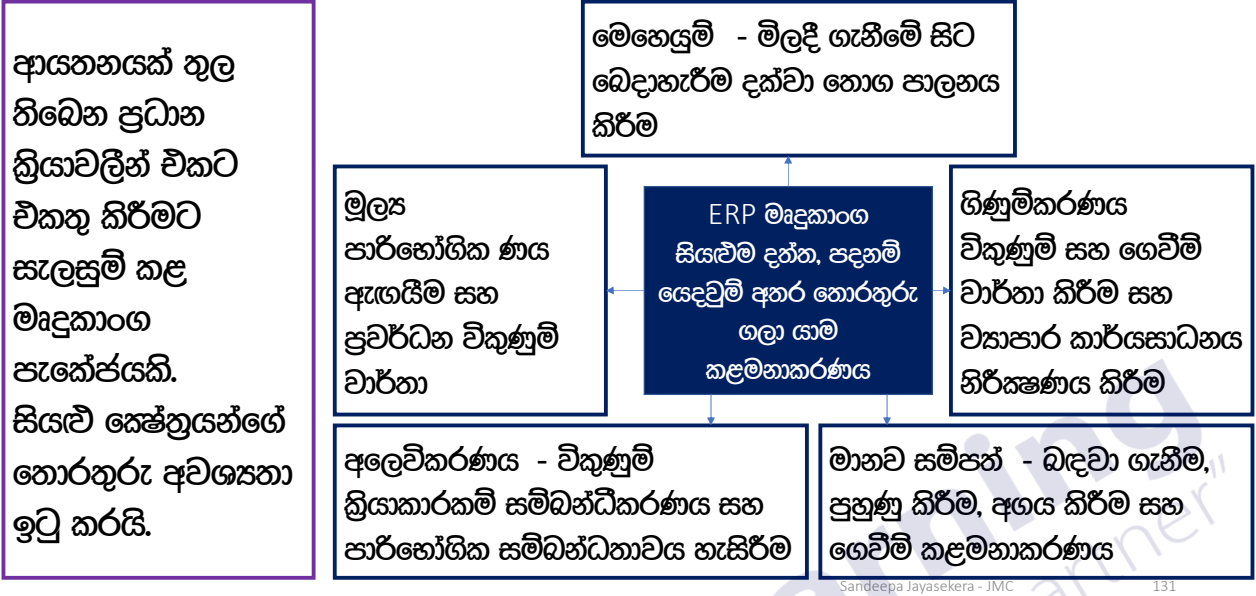 ආයතනයක් තුල
තිබෙන ප්‍රධාන
ක්‍රියාවලීන් එකට
එකතු කිරීමට
සැලසුම් කළ
මෘදුකාංග
පැකේජයකි.
සියළු ක්‍ෂේත්‍රයන්ගේ
තොරතුරු අවශ්‍යතා
ඉටු කරයි.
මෙහෙයුම් - මිලදී ගැනීමේ සිට
බෙදාහැරීම දක්වා තොග පාලනය
කිරීම
මූල්‍ය
පාරිභෝගික ණය
ඇඟයීම සහ
ප්‍රවර්ධන විකුණුම්
වාර්තා
ERP මෘදුකාංග
සියළුම දත්ත, පදනම්
යෙදවුම් අතර තොරතුරු
ගලා යාම
කළමනාකරණය
ගිණුම්කරණය
විකුණුම් සහ ගෙවීම්
වාර්තා කිරීම සහ
ව්‍යාපාර කාර්යසාධනය
නිරීක්‍ෂණය කිරීම
අලෙවිකරණය - විකුණුම්
ක්‍රියාකාරකම් සම්බන්ධීකරණය සහ
පාරිභෝගික සම්බන්ධතාවය හැසිරීම
මානව සම්පත් - බඳවා ගැනීම,
පුහුණු කිරීම, අගය කිරීම සහ
ගෙවීම් කළමනාකරණය
Sandeepa Jayasekera - JMC
131